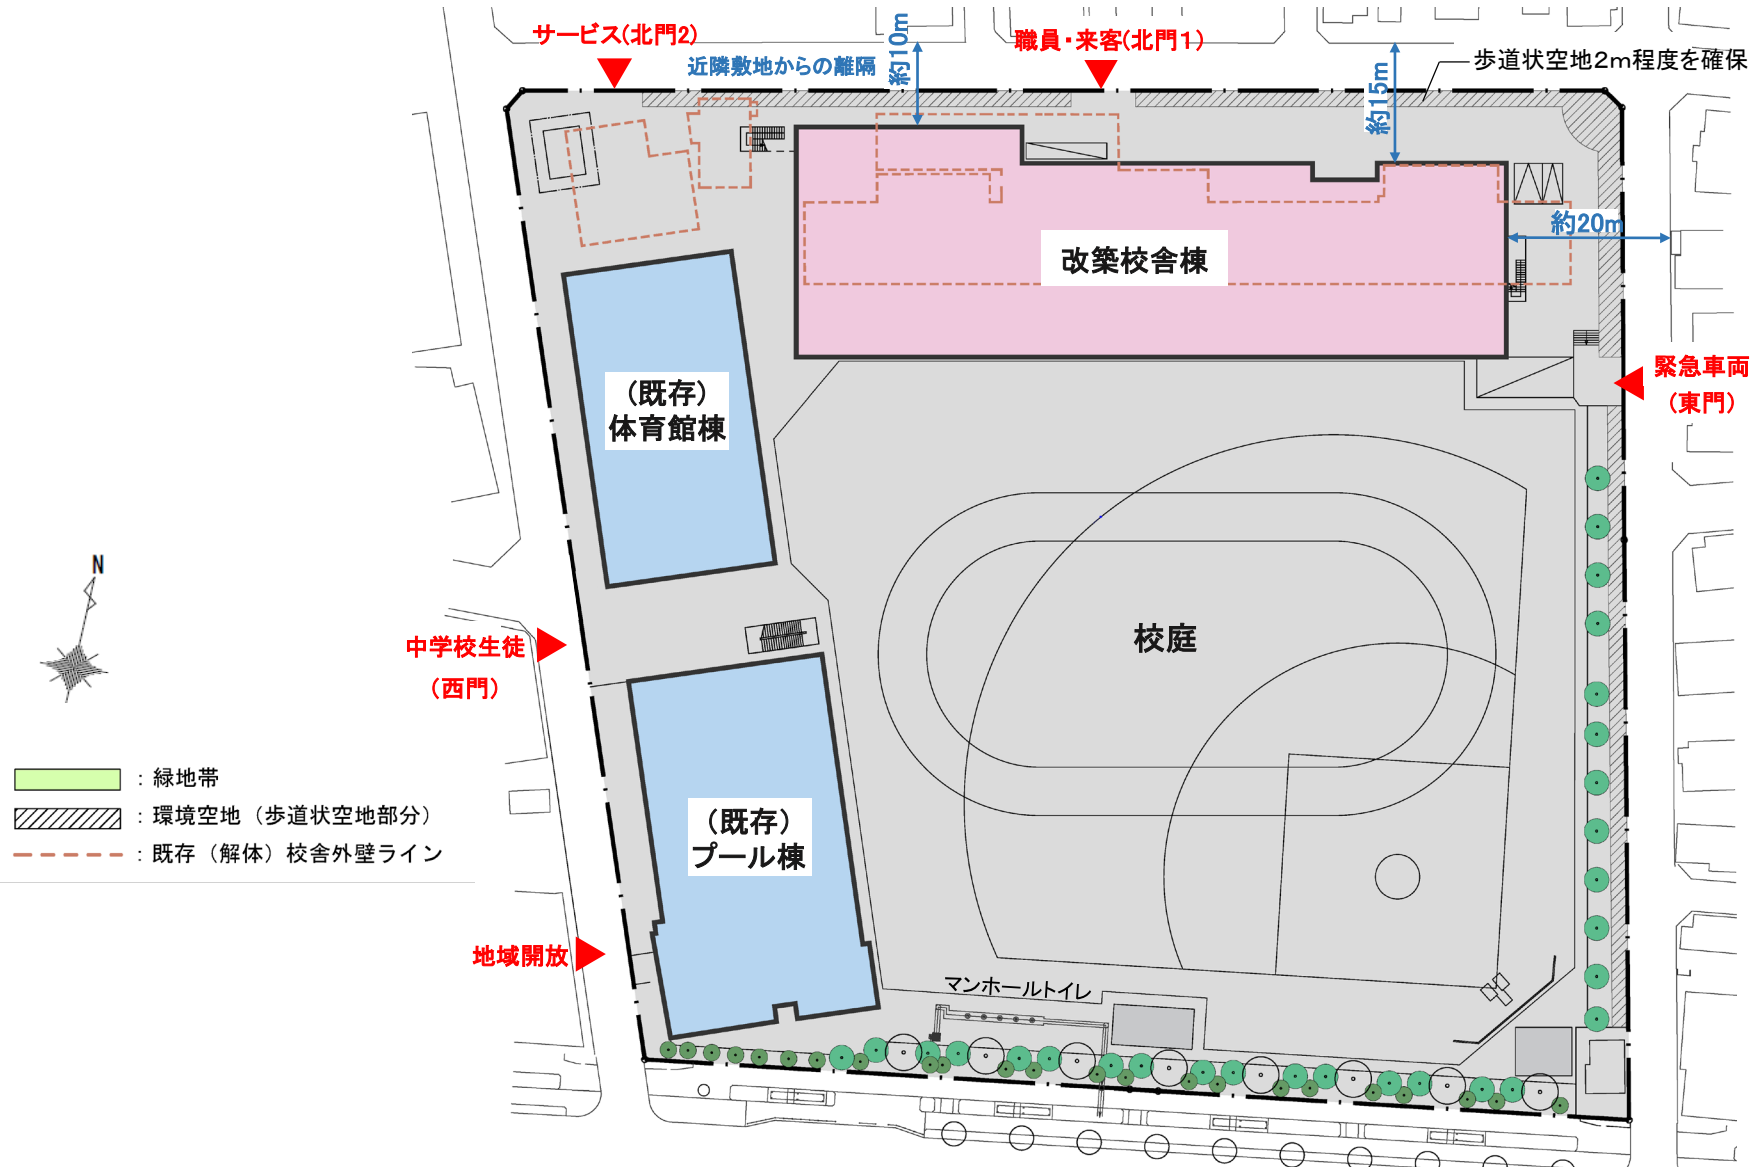 サービス(北門2)
近隣敷地からの離隔
約10m
職員・来客(北門1)
約15m
歩道状空地2m程度を確保
約20m
改築校舎棟
緊急車両
(東門)
(既存)
体育館棟
N
中学校生徒
(西門)
校庭
:緑地帯
:環境空地(歩道状空地部分)
:既存(解体)校舎外壁ライン
(既存)
プール棟
地域開放
マンホールトイレ